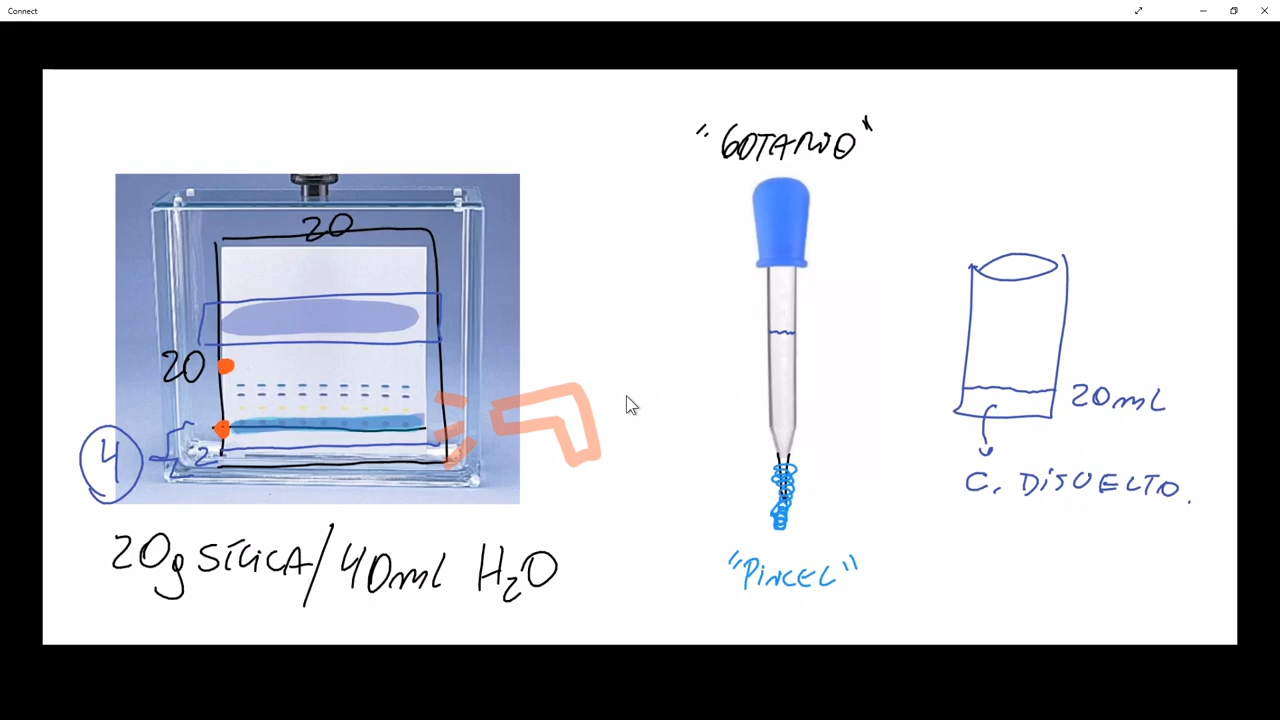 Connect
"GOTARIO"
20
20
4
2
20ml
C. DISUELTO.
20g SÍLICA/40ml H₂O
"PINCEL"